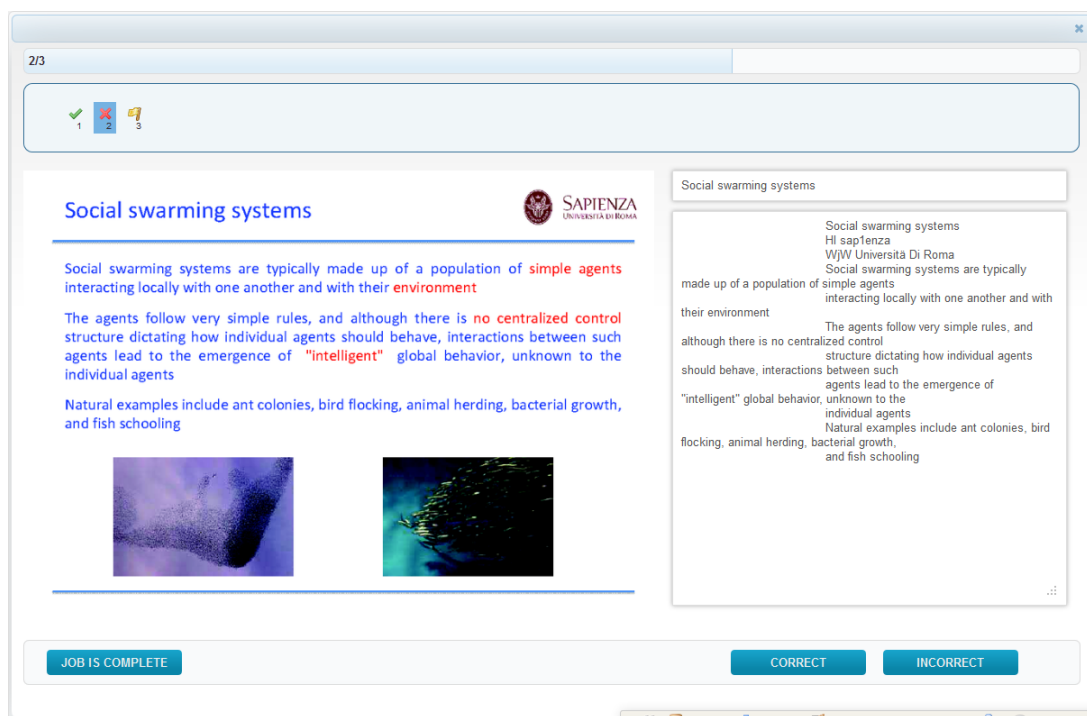 2/3
1
2
3
Social swarming systems
SAPIENZA
UNIVERSITÀ DI ROMA
Social swarming systems are typically made up of a population of simple agents
interacting locally with one another and with their environment
The agents follow very simple rules, and although there is no centralized control
structure dictating how individual agents should behave, interactions between such
agents lead to the emergence of "intelligent" global behavior, unknown to the
individual agents
Natural examples include ant colonies, bird flocking, animal herding, bacterial growth,
and fish schooling
Social swarming systems
Social swarming systems
HI sap1enza
WjW Università Di Roma
Social swarming systems are typically
made up of a population of simple agents
interacting locally with one another and with
their environment
The agents follow very simple rules, and
although there is no centralized control
structure dictating how individual agents
should behave, interactions between such
agents lead to the emergence of
"intelligent" global behavior, unknown to the
individual agents
Natural examples include ant colonies, bird
flocking, animal herding, bacterial growth,
and fish schooling
JOB IS COMPLETE
CORRECT
INCORRECT